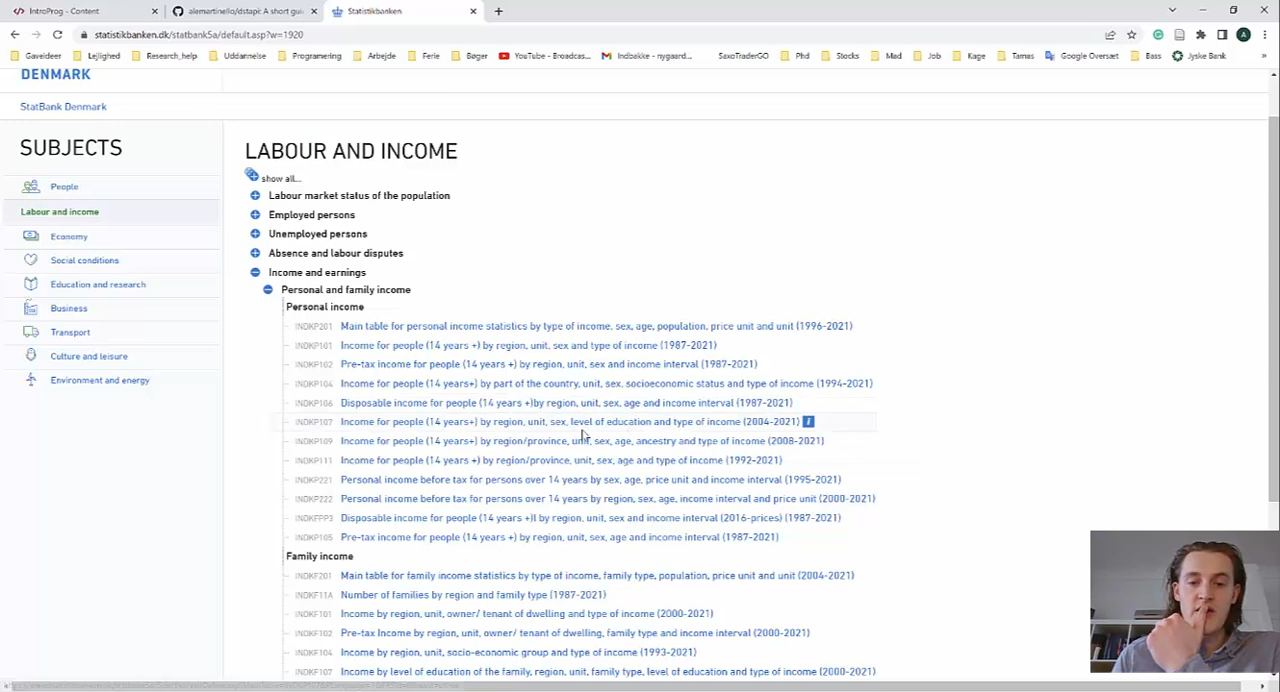 IntroProg - Content
alemartinello/dstapi: A short gui
Statistikbanken
statistikbanken.dk/statbank5a/default.asp?w=1920
Gaveideer
Lejlighed
Research_help
Uddannelse
Programering
Arbejde
Ferie
Bøger
YouTube - Broadcas...
Indbakke - nygaard...
SaxoTraderGO
Phd
Stocks
Mad
Job
Kage
Tamas
Google Oversæt
Bass
Jyske Bank
»
DENMARK
StatBank Denmark
SUBJECTS
People
Labour and income
Economy
Social conditions
Education and research
Business
Transport
Culture and leisure
Environment and energy
LABOUR AND INCOME
show all...
Labour market status of the population
Employed persons
Unemployed persons
Absence and labour disputes
Income and earnings
Personal and family income
Personal income
INDKP201 Main table for personal income statistics by type of income, sex, age, population, price unit and unit (1996-2021)
INDKP101 Income for people (14 years +) by region, unit, sex and type of income (1987-2021)
INDKP102 Pre-tax income for people (14 years +) by region, unit, sex and income interval (1987-2021)
INDKP104 Income for people (14 years+) by part of the country, unit, sex, socioeconomic status and type of income (1994-2021)
INDKP106 Disposable income for people (14 years +)by region, unit, sex, age and income interval (1987-2021)
INDKP107 Income for people (14 years+) by region, unit, sex, level of education and type of income (2004-2021) i
INDKP109 Income for people (14 years+) by region/province, unit, sex, age, ancestry and type of income (2008-2021)
INDKP111 Income for people (14 years +) by region/province, unit, sex, age and type of income (1992-2021)
INDKP221 Personal income before tax for persons over 14 years by sex, age, price unit and income interval (1995-2021)
INDKP222 Personal income before tax for persons over 14 years by region, sex, age, income interval and price unit (2000-2021)
INDKFPP3 Disposable income for people (14 years +)I by region, unit, sex and income interval (2016-prices) (1987-2021)
INDKP105 Pre-tax income for people (14 years +) by region, unit, sex, age and income interval (1987-2021)
Family income
INDKF201 Main table for family income statistics by type of income, family type, population, price unit and unit (2004-2021)
INDKF11A Number of families by region and family type (1987-2021)
INDKF101 Income by region, unit, owner/ tenant of dwelling and type of income (2000-2021)
INDKF102 Pre-tax Income by region, unit, owner/ tenant of dwelling, family type and income interval (2000-2021)
INDKF104 Income by region, unit, socio-economic group and type of income (1993-2021)
INDKF107 Income by level of education of the family, region, unit, family type, level of education and type of income (2000-2021)